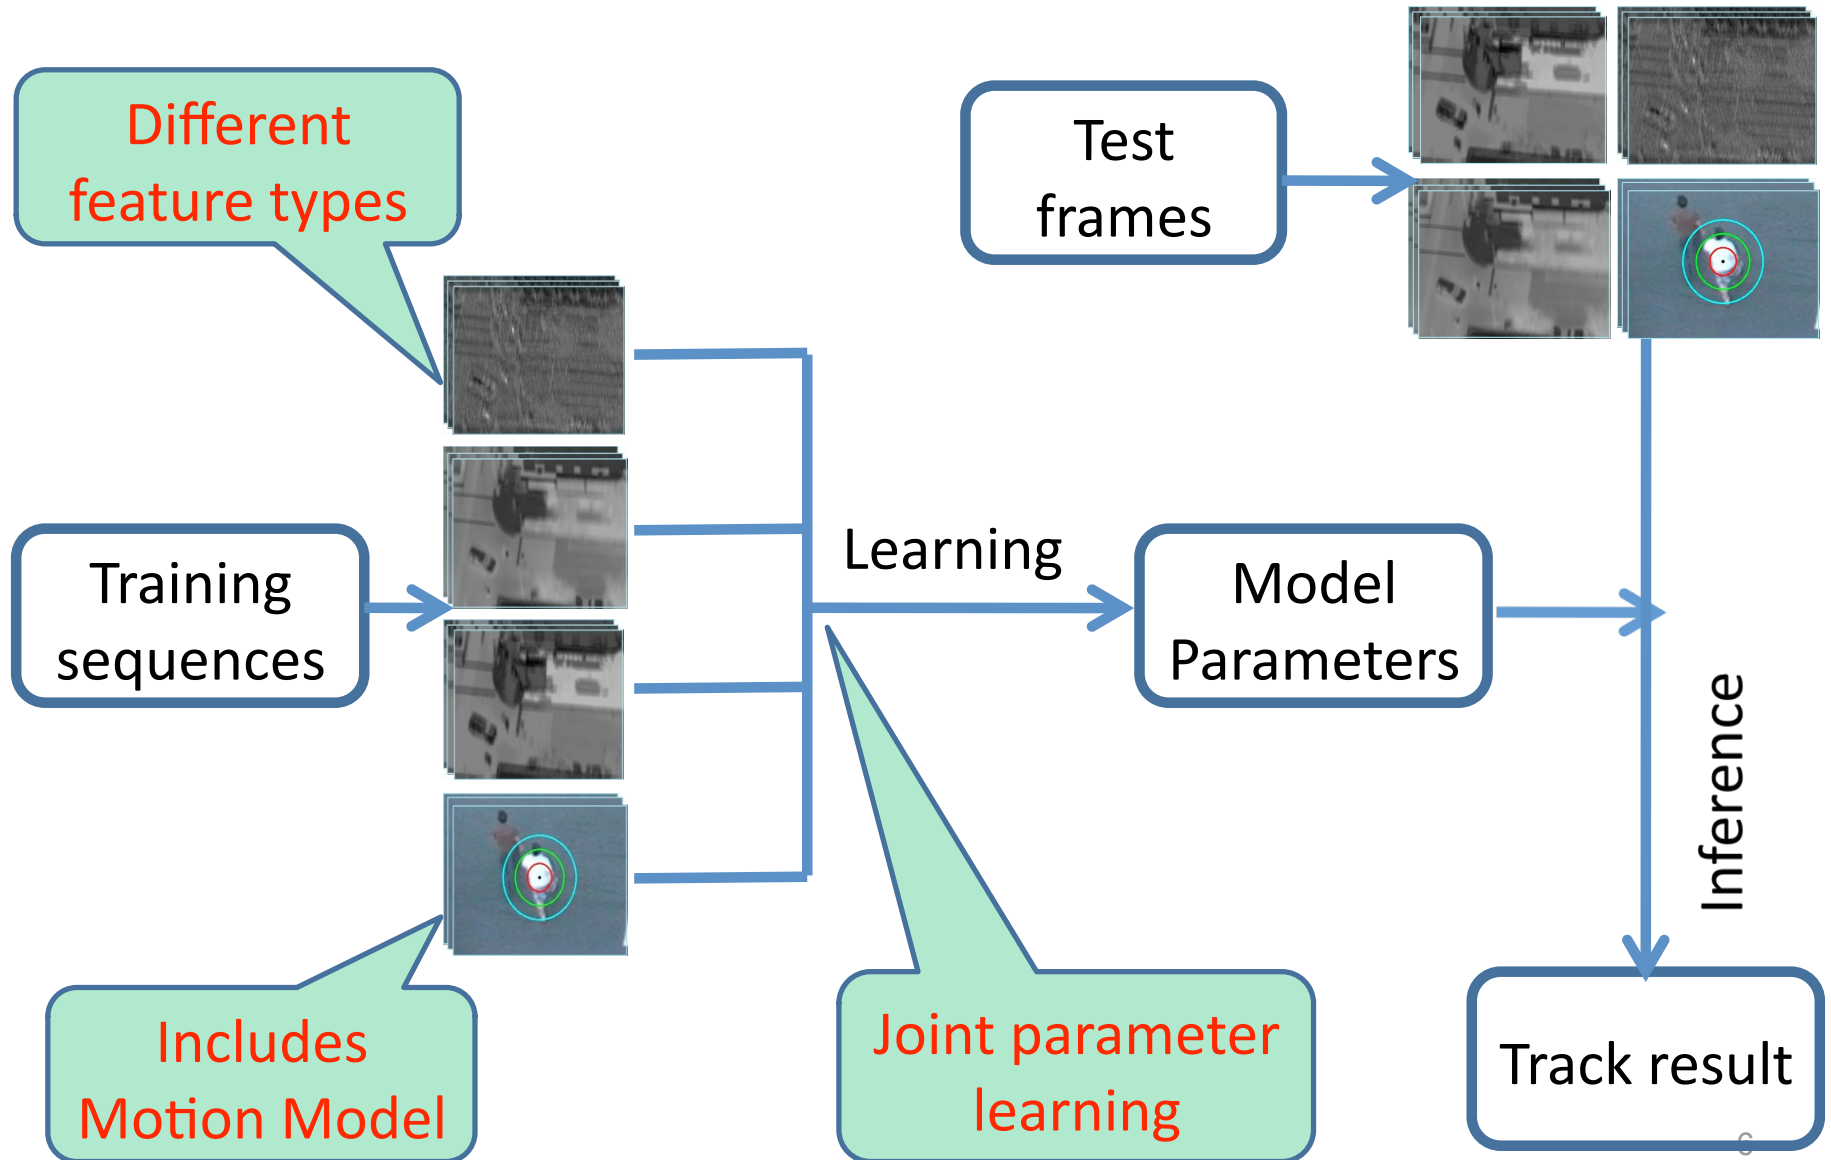 Different
feature types
Test
frames
Training
sequences
Learning
Model
Parameters
Inference
Includes
Motion Model
Joint parameter
learning
Track result
6